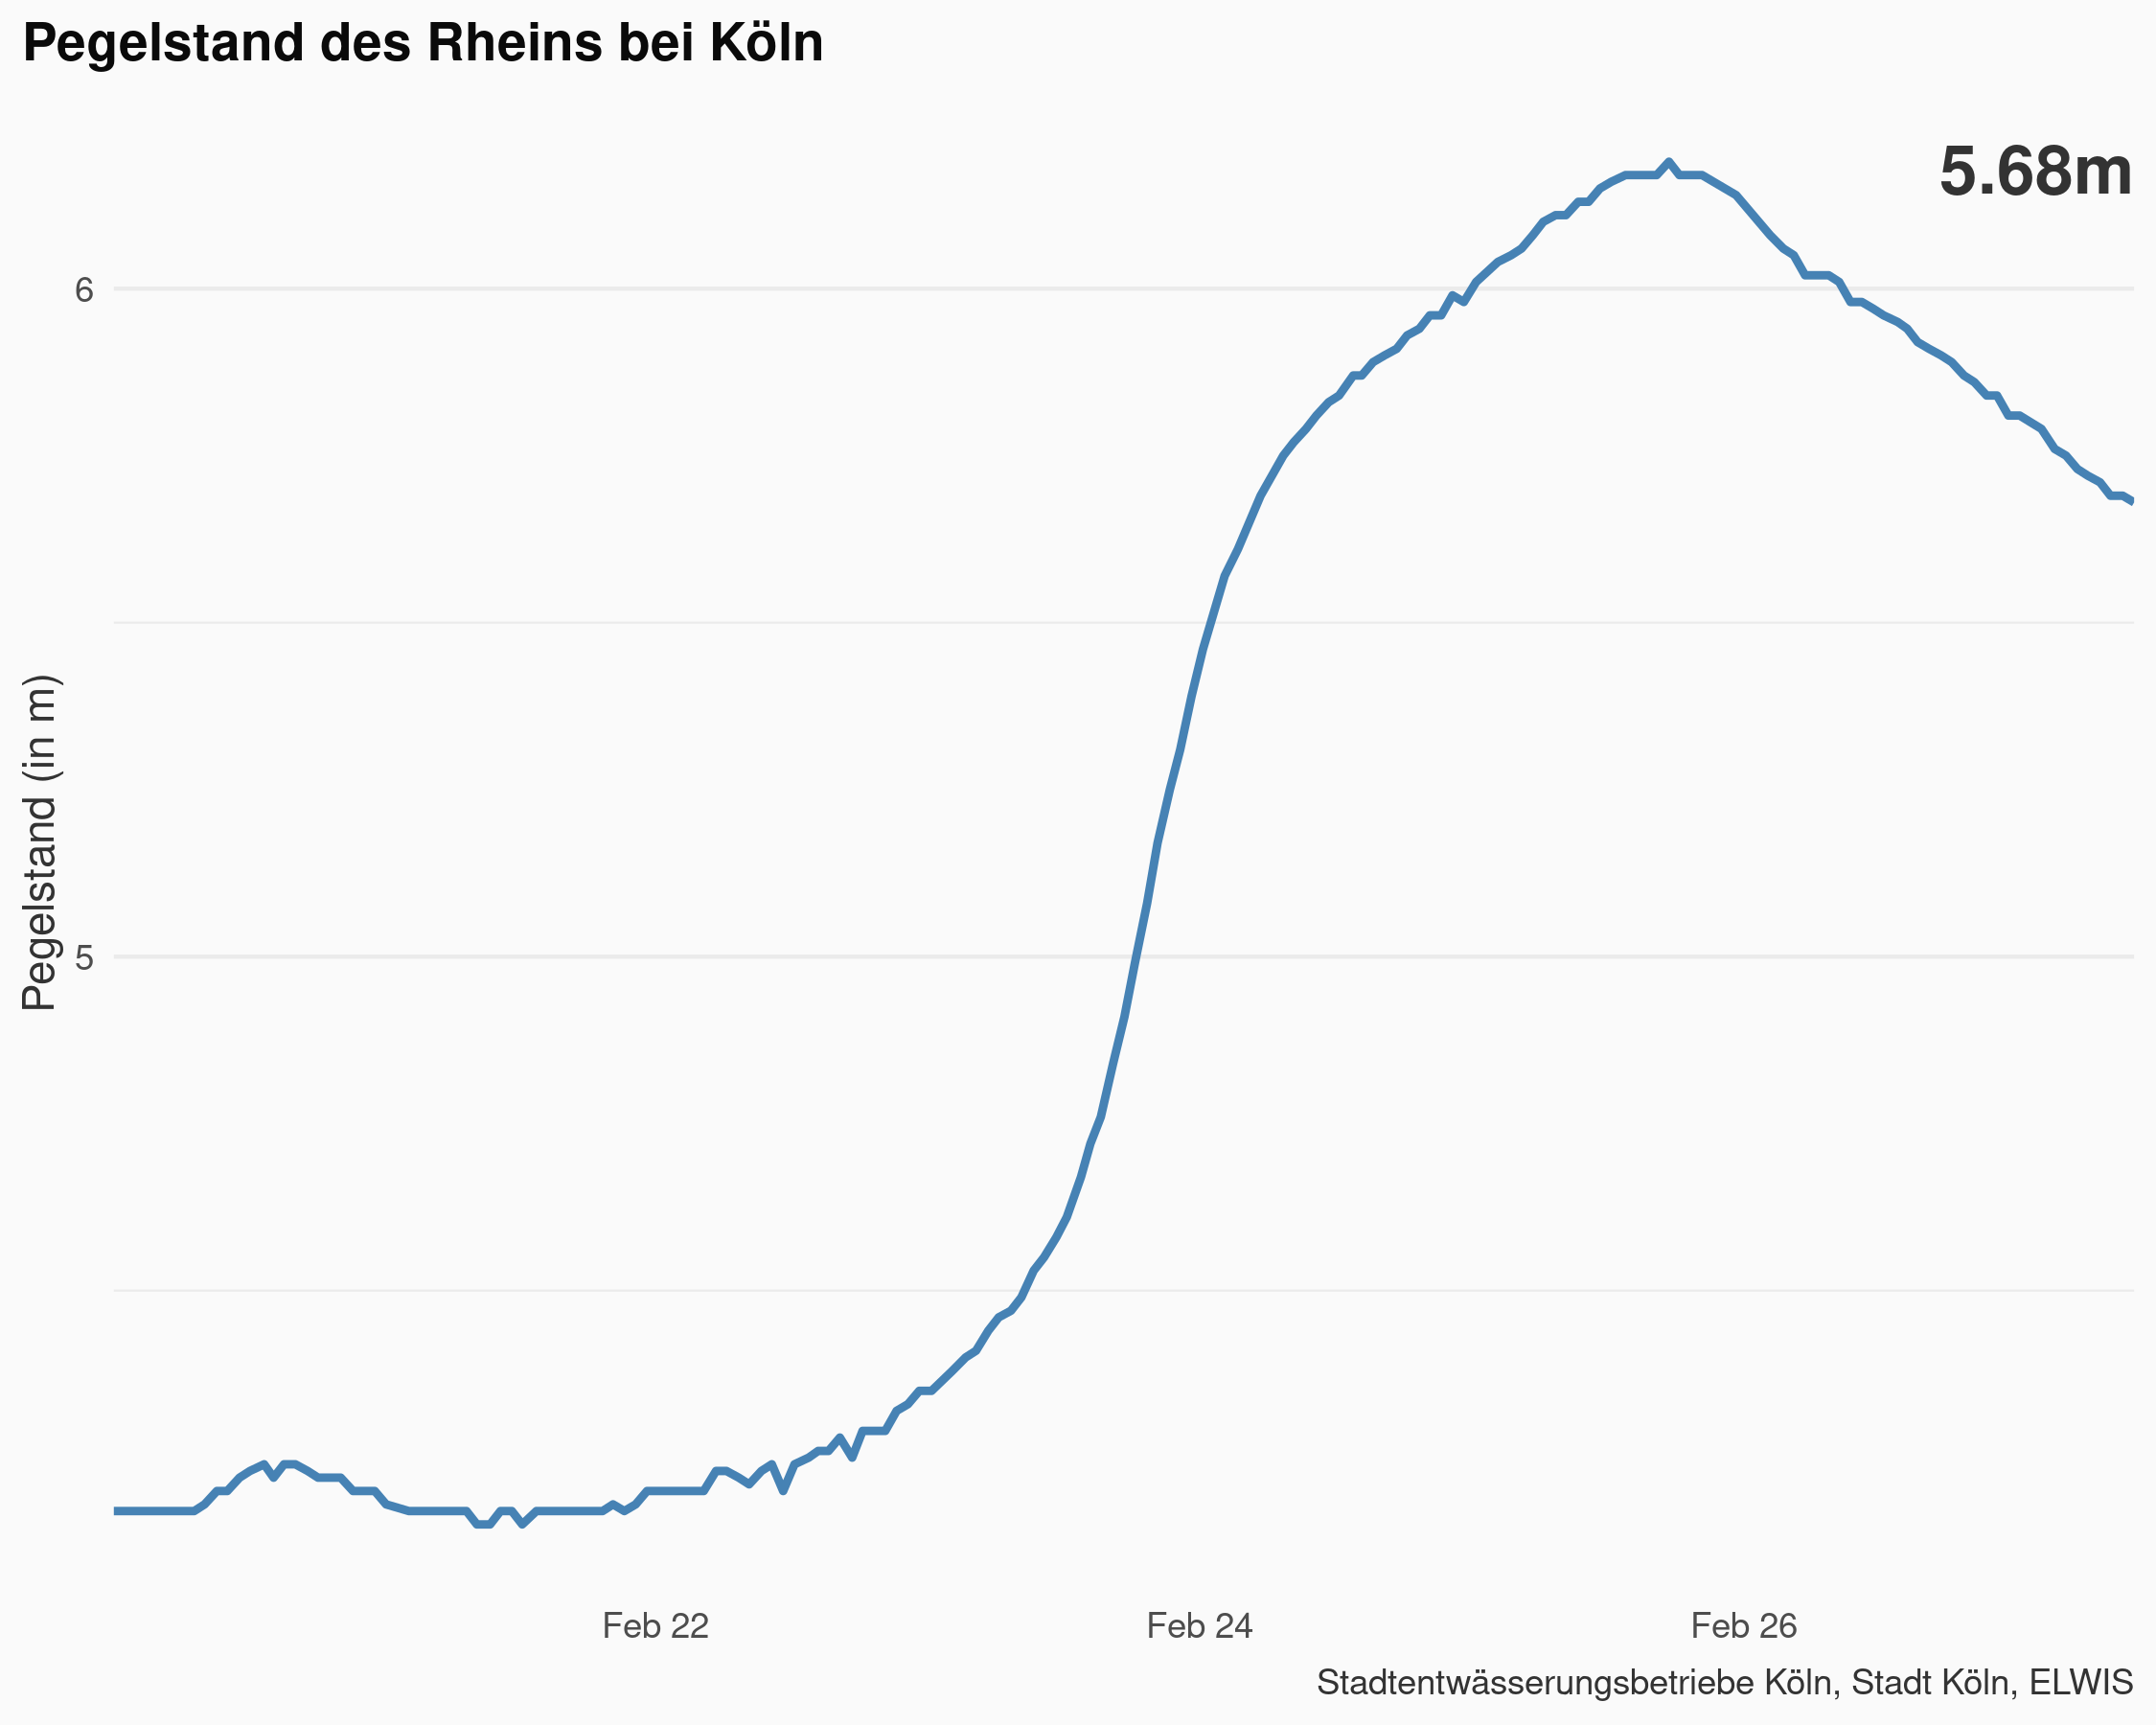 Pegelstand des Rheins bei Köln
5.68m
6
5
Pegelstand (in m)
Feb 22
Feb 24
Feb 26
Stadtentwässerungsbetriebe Köln, Stadt Köln, ELWIS